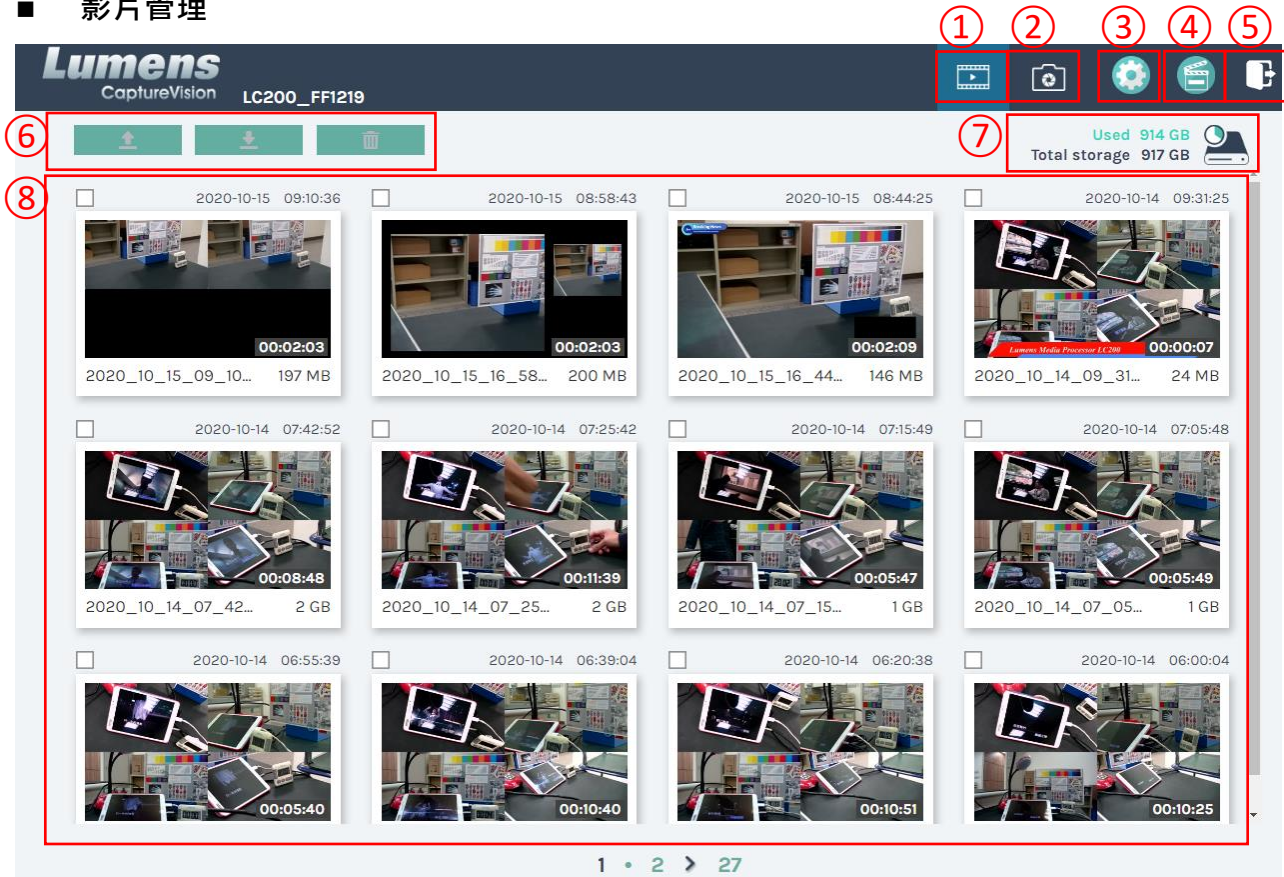 ■ 影片管理
① ② ③ ④ ⑤
Lumens
CaptureVision LC200_FF1219
⑥
⑦ Used 914 GB
Total storage 917 GB
⑧
2020-10-15 09:10:36 2020-10-15 08:58:43 2020-10-15 08:44:25 2020-10-14 09:31:25
Lumens Media Processor LC200
00:02:03 00:02:03 00:02:09 00:00:07
2020_10_15_09_10... 197 MB 2020_10_15_16_58... 200 MB 2020_10_15_16_44... 146 MB 2020_10_14_09_31... 24 MB
2020-10-14 07:42:52 2020-10-14 07:25:42 2020-10-14 07:15:49 2020-10-14 07:05:48
00:08:48 00:11:39 00:05:47 00:05:49
2020_10_14_07_42... 2 GB 2020_10_14_07_25... 2 GB 2020_10_14_07_15... 1 GB 2020_10_14_07_05... 1 GB
2020-10-14 06:55:39 2020-10-14 06:39:04 2020-10-14 06:20:38 2020-10-14 06:00:04
00:05:40 00:10:40 00:10:51 00:10:25
1 • 2 > 27